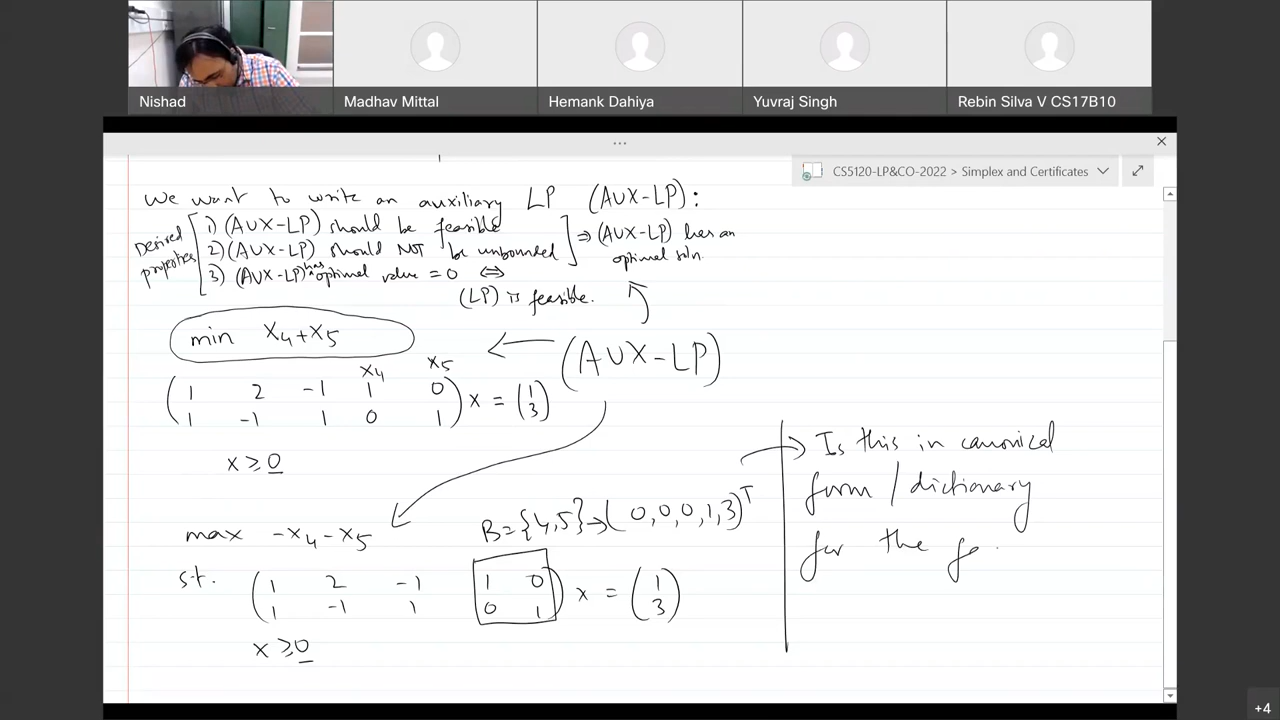 Nishad
Madhav Mittal
Hemank Dahiya
Yuvraj Singh
Rebin Silva V CS17B10
CS5120-LP&CO-2022 > Simplex and Certificates
We want to write an auxiliary LP (AUX-LP):
Desired properties
1) (AUX-LP) should be feasible
2) (AUX-LP) should NOT be unbounded
3) (AUX-LP) has optimal value = 0 ⇔
(LP) is feasible.
⇒ (AUX-LP) has an
optimal soln.
min x4+x5
(AUX-LP)
x4 x5
(1 2 -1 1 0) x = (1)
(1 -1 1 0 1) (3)
x ≥ 0
max -x4-x5
B={4,5} → (0,0,0,1,3)^T
s.t. (1 2 -1 1 0) x = (1)
(1 -1 1 0 1) (3)
x ≥ 0
→ Is this in canonical
form / dictionary
for the
+4